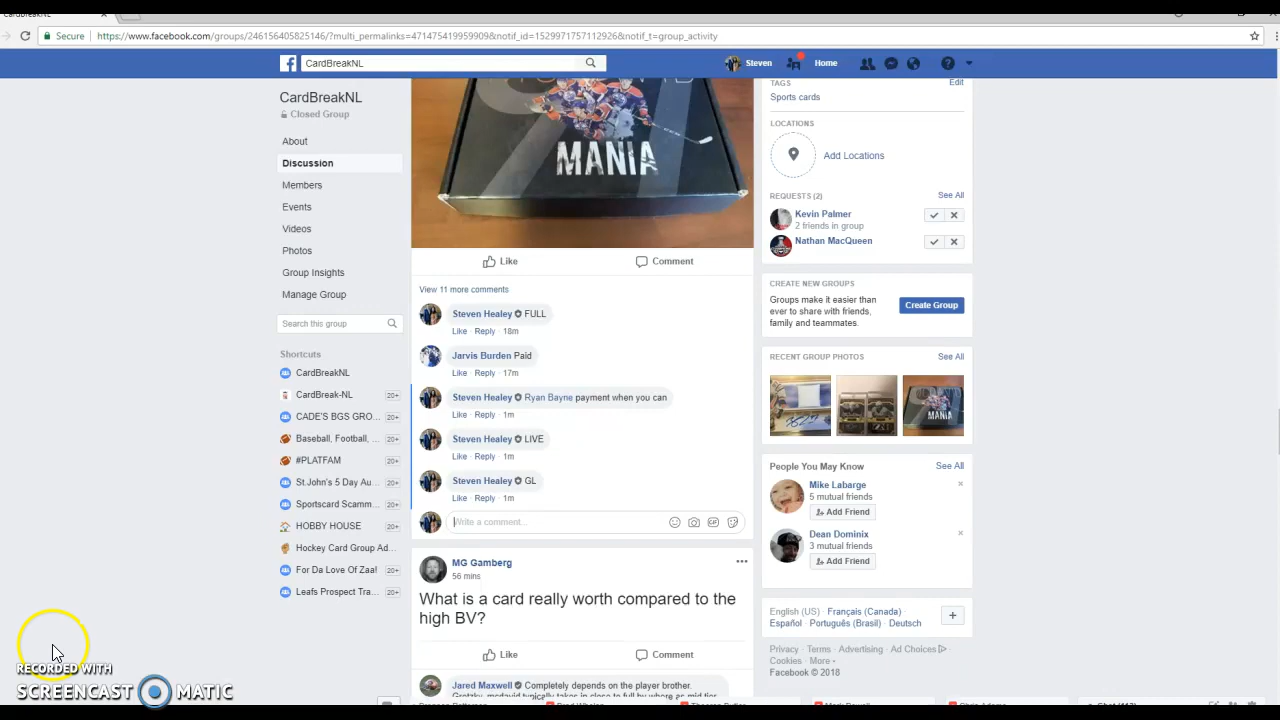 CardBreakNL
Secure
https://www.facebook.com/groups/246156405825146/?multi_permalinks=471475419959909&notif_id=1529971757112926&notif_t=group_activity
CardBreakNL
Steven
Home
CardBreakNL
Closed Group
About
Discussion
Members
Events
Videos
Photos
Group Insights
Manage Group
Search this group
Shortcuts
CardBreakNL
CardBreak-NL 20+
CADE'S BGS GRO... 20+
Baseball, Football, ... 20+
#PLATFAM 20+
St.John's 5 Day Au... 20+
Sportscard Scamm... 20+
HOBBY HOUSE 20+
Hockey Card Group Ad...
For Da Love Of Zaa! 20+
Leafs Prospect Tra... 20+
MANIA
Like Comment
View 11 more comments
Steven Healey FULL
Like · Reply · 18m
Jarvis Burden Paid
Like · Reply · 17m
Steven Healey Ryan Bayne payment when you can
Like · Reply · 1m
Steven Healey LIVE
Like · Reply · 1m
Steven Healey GL
Like · Reply · 1m
Write a comment...
GIF
MG Gamberg
56 mins
What is a card really worth compared to the
high BV?
Like Comment
Jared Maxwell Completely depends on the player brother.
TAGS Edit
Sports cards
LOCATIONS
Add Locations
REQUESTS (2) See All
Kevin Palmer
2 friends in group
Nathan MacQueen
CREATE NEW GROUPS
Groups make it easier than
ever to share with friends,
family and teammates.
Create Group
RECENT GROUP PHOTOS See All
MANIA
People You May Know See All
Mike Labarge
5 mutual friends
Add Friend
Dean Dominix
3 mutual friends
Add Friend
English (US) · Français (Canada) ·
Español · Português (Brasil) · Deutsch
Privacy · Terms · Advertising · Ad Choices
Cookies · More
Facebook © 2018
RECORDED WITH
SCREENCAST MATIC